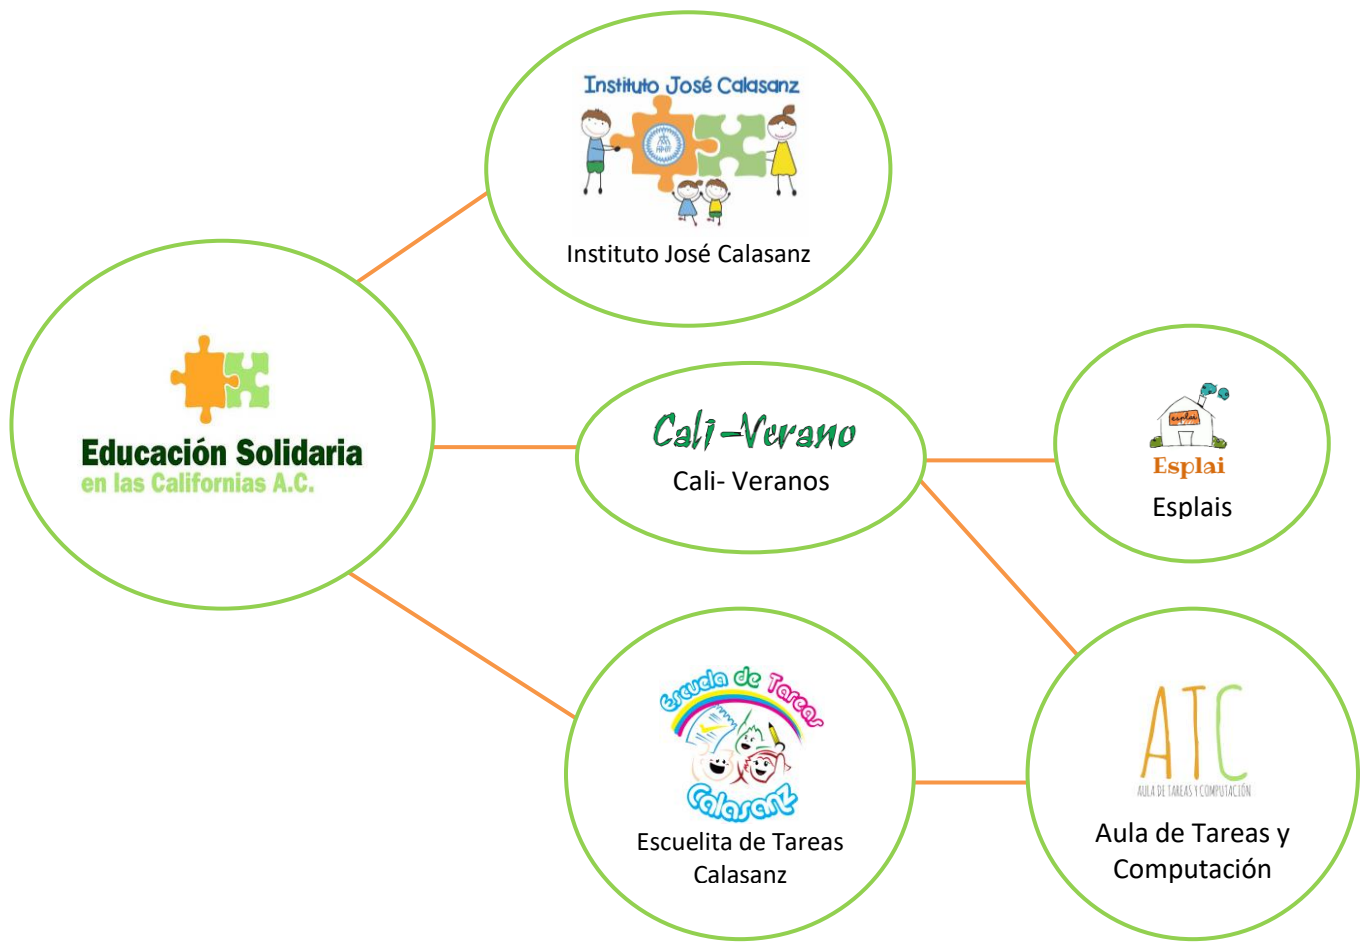 Instituto José Calasanz
Instituto José Calasanz
Educación Solidaria
en las Californias A.C.
Cali-Verano
Cali- Veranos
esplai
Esplai
Esplais
Escuela de Tareas
Calasanz
Escuelita de Tareas
Calasanz
ATC
AULA DE TAREAS Y COMPUTACIÓN
Aula de Tareas y
Computación